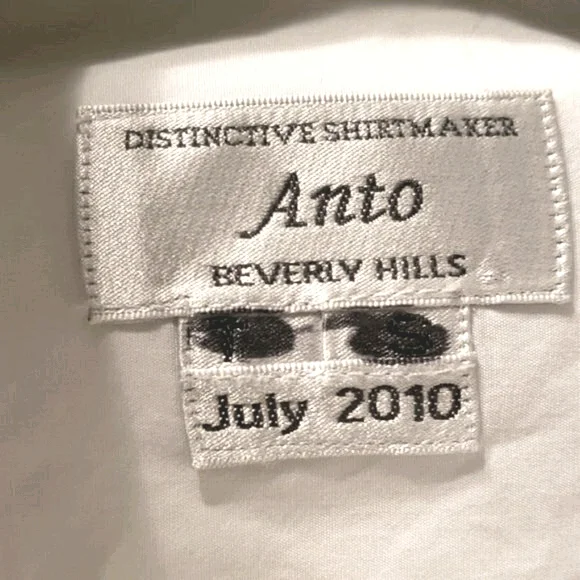 DISTINCTIVE SHIRTMAKER
Anto
BEVERLY HILLS
July 2010